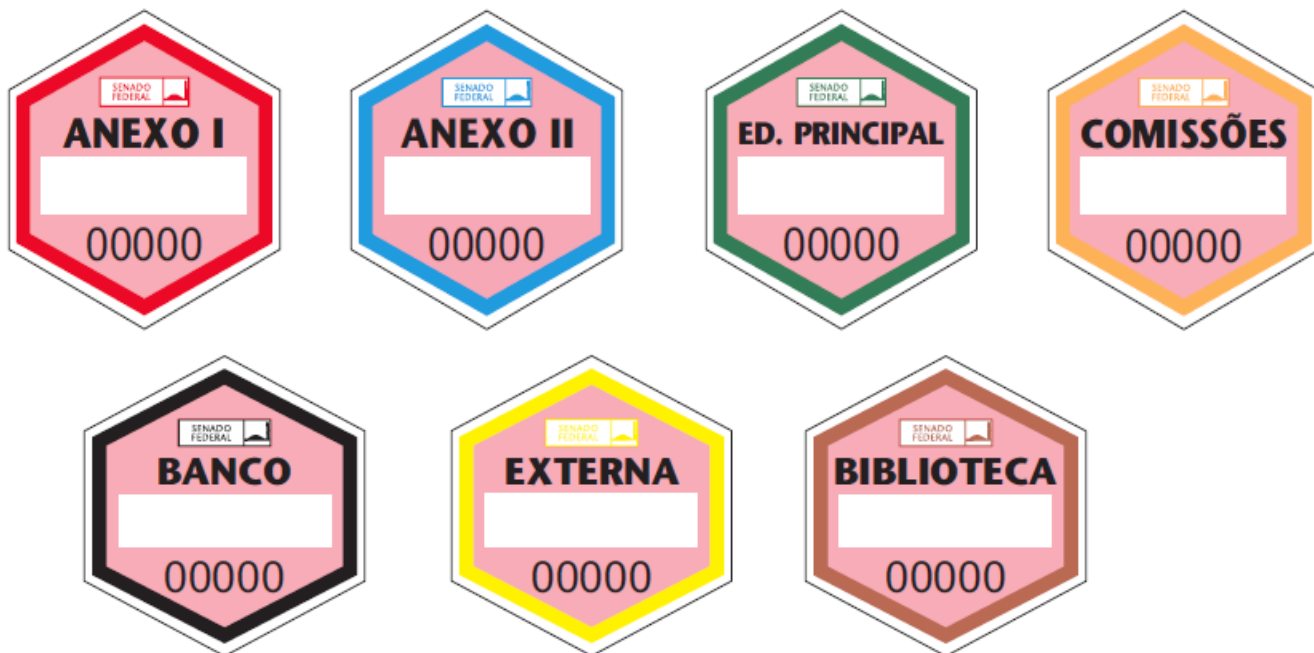 SENADO
FEDERAL
ANEXO I
00000
SENADO
FEDERAL
ANEXO II
00000
SENADO
FEDERAL
ED. PRINCIPAL
00000
SENADO
FEDERAL
COMISSÕES
00000
SENADO
FEDERAL
BANCO
00000
SENADO
FEDERAL
EXTERNA
00000
SENADO
FEDERAL
BIBLIOTECA
00000